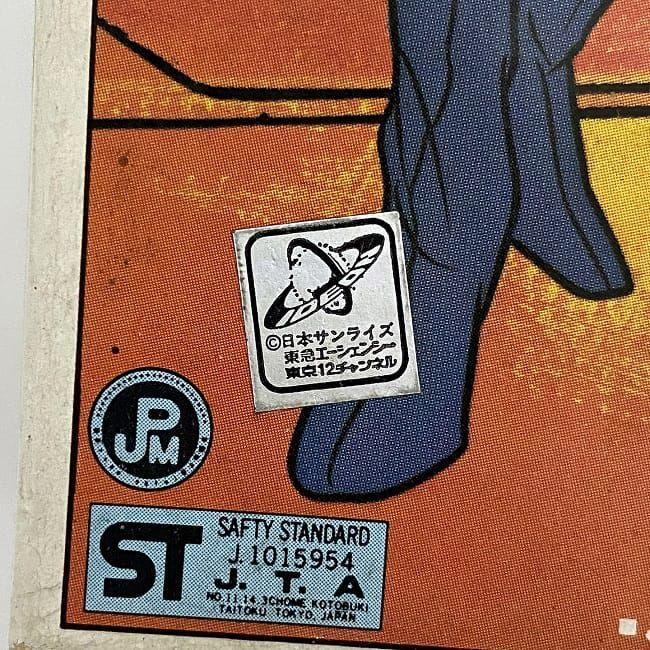 ©日本サンライズ
東急エージェンシー
東京12チャンネル
JPM
ST
SAFTY STANDARD
J.1015954
J. T. A
NO.11.14.3CHOME KOTOBUKI
TAITOKU, TOKYO, JAPAN